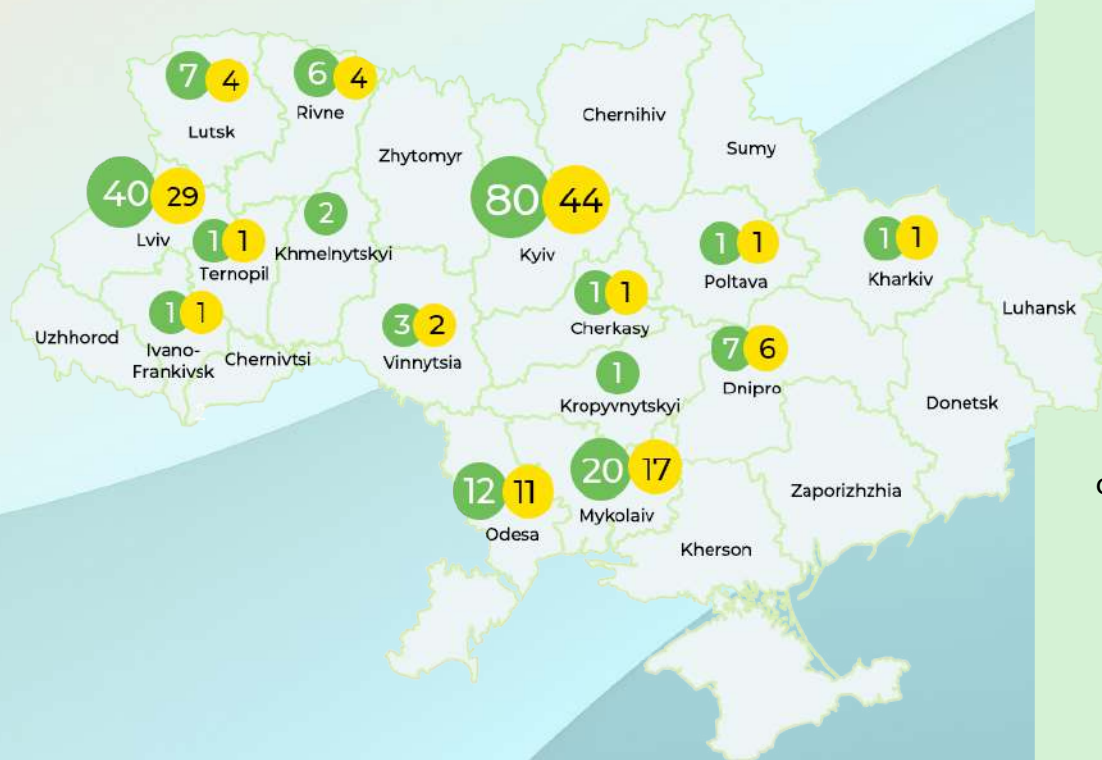 7 4
Lutsk
6 4
Rivne
Zhytomyr
Chernihiv
Sumy
40 29
Lviv
1 1
Ternopil
2
Khmelnytskyi
80 44
Kyiv
1 1
Poltava
1 1
Kharkiv
Luhansk
Uzhhorod
1 1
Ivano-
Frankivsk
Chernivtsi
3 2
Vinnytsia
1 1
Cherkasy
1
Kropyvnytskyi
7 6
Dnipro
Donetsk
12 11
Odesa
20 17
Mykolaiv
Zaporizhzhia
Kherson